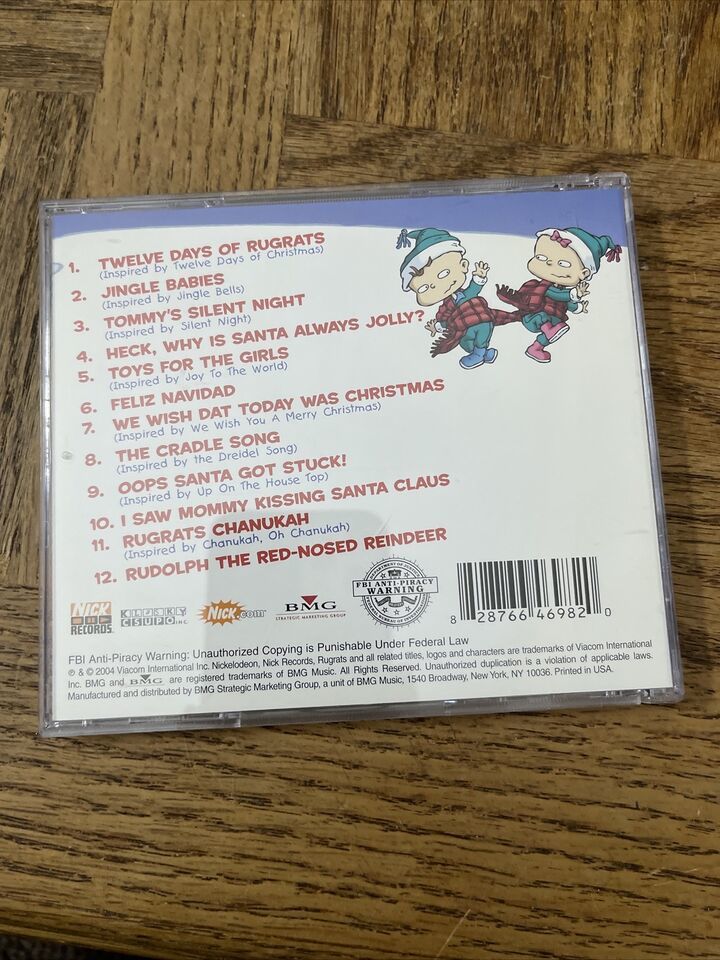 1. TWELVE DAYS OF RUGRATS
(Inspired by Twelve Days of Christmas)
2. JINGLE BABIES
(Inspired by Jingle Bells)
3. TOMMY'S SILENT NIGHT
(Inspired by Silent Night)
4. HECK, WHY IS SANTA ALWAYS JOLLY?
5. TOYS FOR THE GIRLS
(Inspired by Joy To The World)
6. FELIZ NAVIDAD
7. WE WISH DAT TODAY WAS CHRISTMAS
(Inspired by We Wish You A Merry Christmas)
8. THE CRADLE SONG
(Inspired by the Dreidel Song)
9. OOPS SANTA GOT STUCK!
(Inspired by Up On The House Top)
10. I SAW MOMMY KISSING SANTA CLAUS
11. RUGRATS CHANUKAH
(Inspired by Chanukah, Oh Chanukah)
12. RUDOLPH THE RED-NOSED REINDEER
NICK
RECORDS.
KLASKY
CSUPO INC.
NICK.com
BMG
STRATEGIC MARKETING GROUP
FBI ANTI-PIRACY
WARNING
8 28766 46982 0
FBI Anti-Piracy Warning: Unauthorized Copying is Punishable Under Federal Law
℗ & © 2004 Viacom International Inc. Nickelodeon, Nick Records, Rugrats and all related titles, logos and characters are trademarks of Viacom International
Inc. BMG and BMG are registered trademarks of BMG Music. All Rights Reserved. Unauthorized duplication is a violation of applicable laws.
Manufactured and distributed by BMG Strategic Marketing Group, a unit of BMG Music, 1540 Broadway, New York, NY 10036. Printed in USA.